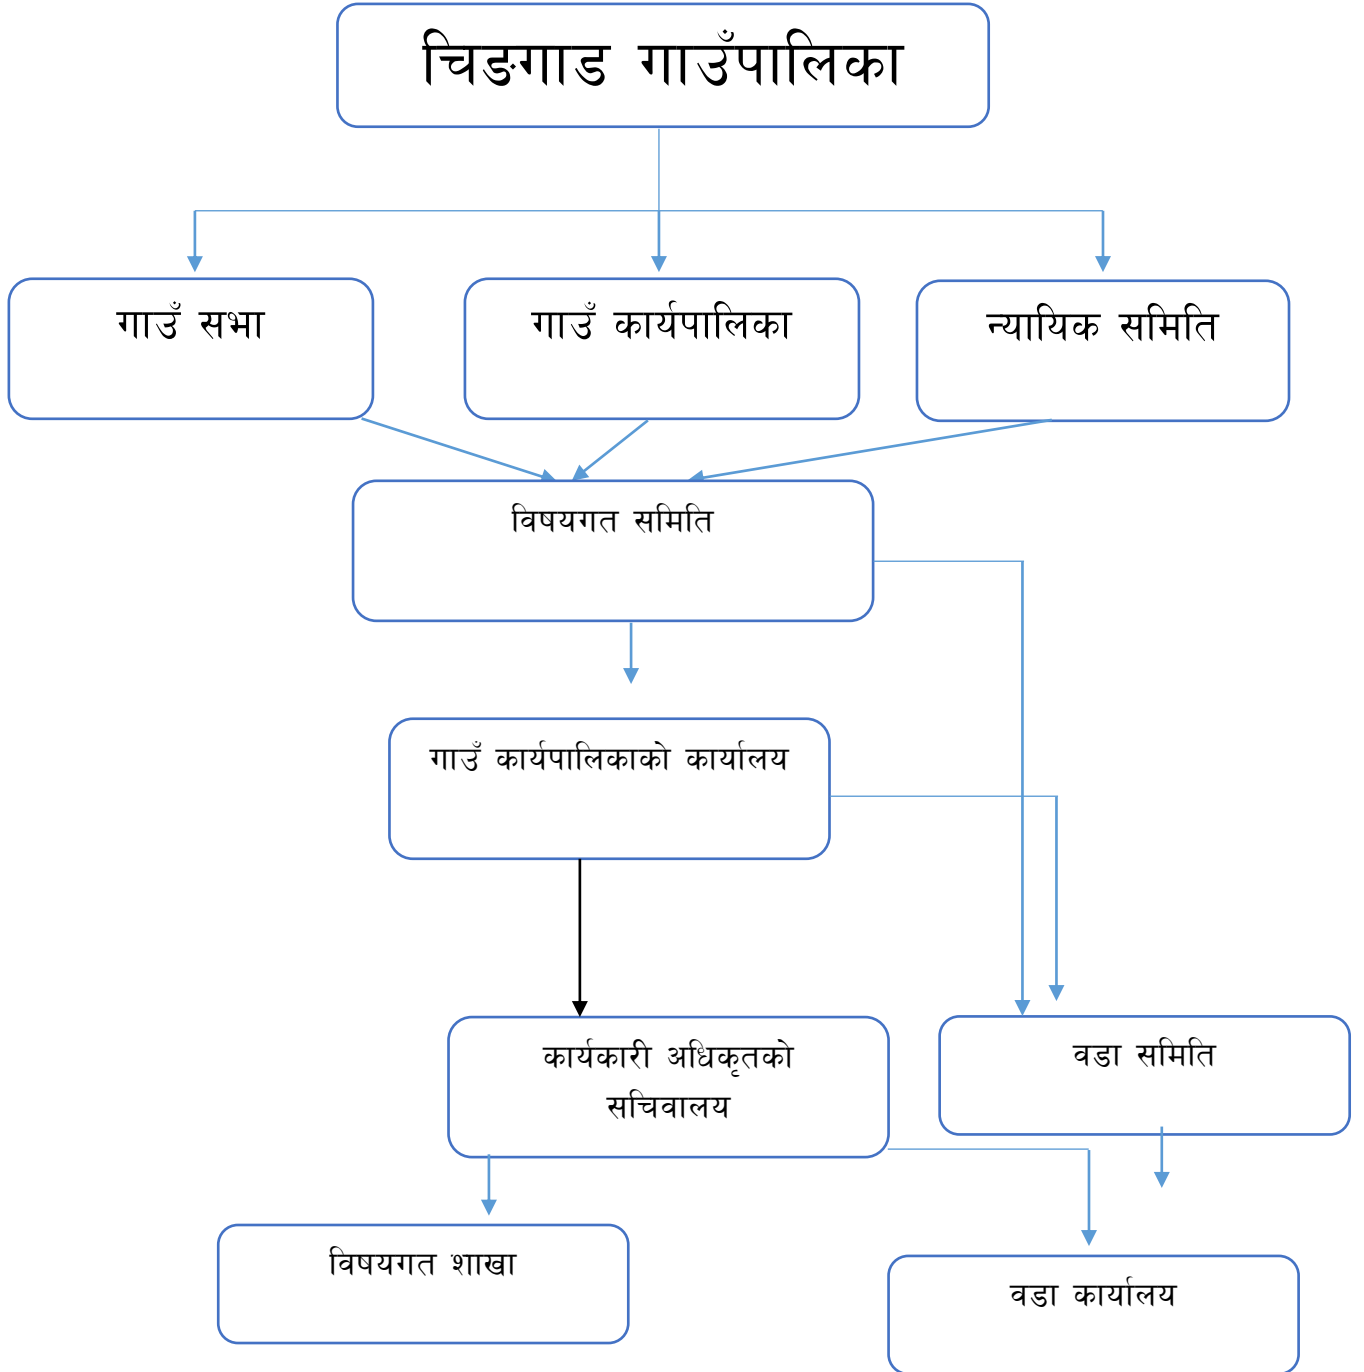 चिङगाड गाउँपालिका
गाउँ सभा
गाउँ कार्यपालिका
न्यायिक समिति
विषयगत समिति
गाउँ कार्यपालिकाको कार्यालय
कार्यकारी अधिकृतको
सचिवालय
वडा समिति
विषयगत शाखा
वडा कार्यालय